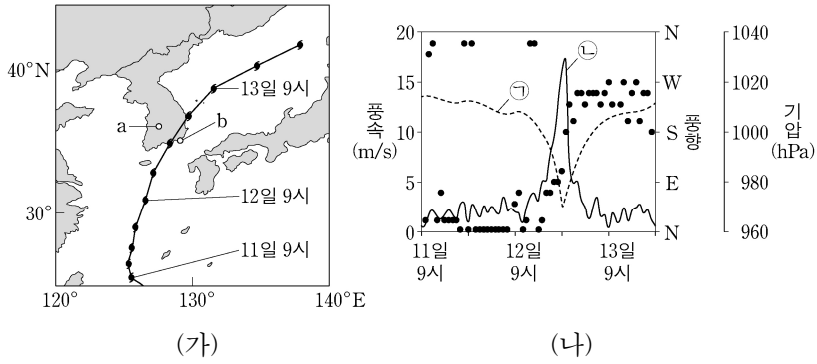 40°N
30°
120°
130°
140°E
a
b
13일 9시
12일 9시
11일 9시
(가)
20
15
10
5
0
풍속
(m/s)
㉠
㉡
N
W
S
E
N
풍향
1040
1020
1000
980
960
기압
(hPa)
11일
9시
12일
9시
13일
9시
(나)